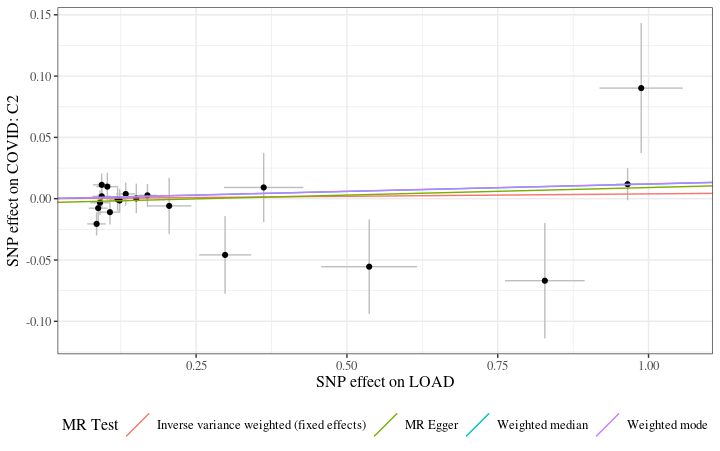 0.15
0.10
0.05
0.00
-0.05
-0.10
SNP effect on COVID: C2
0.25
0.50
0.75
1.00
SNP effect on LOAD
MR Test
Inverse variance weighted (fixed effects)
MR Egger
Weighted median
Weighted mode